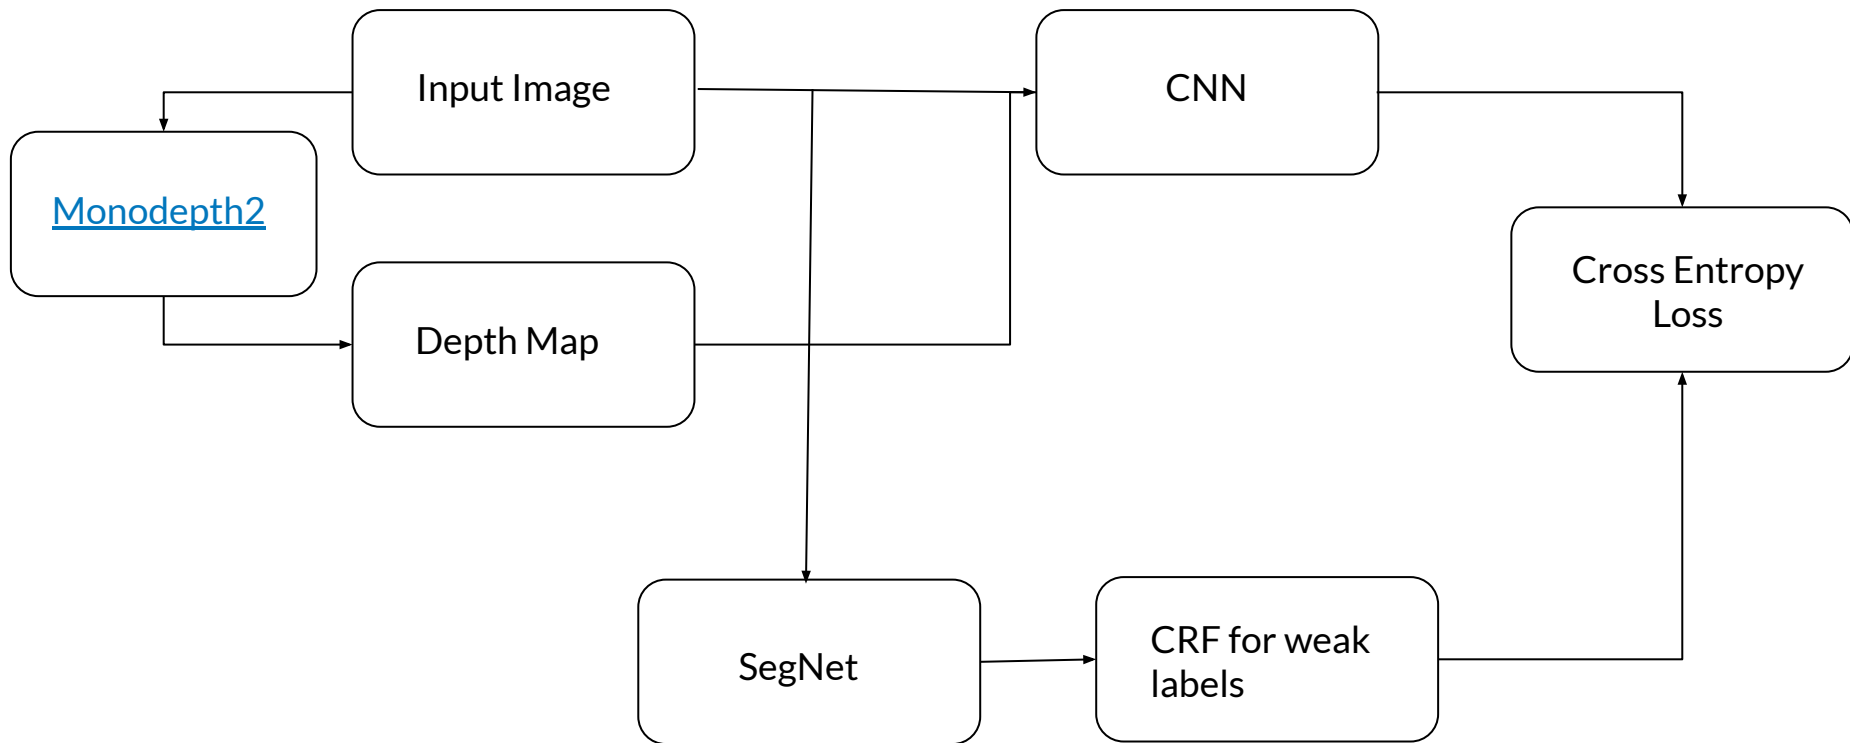 Input Image
CNN
Monodepth2
Cross Entropy
Loss
Depth Map
SegNet
CRF for weak
labels